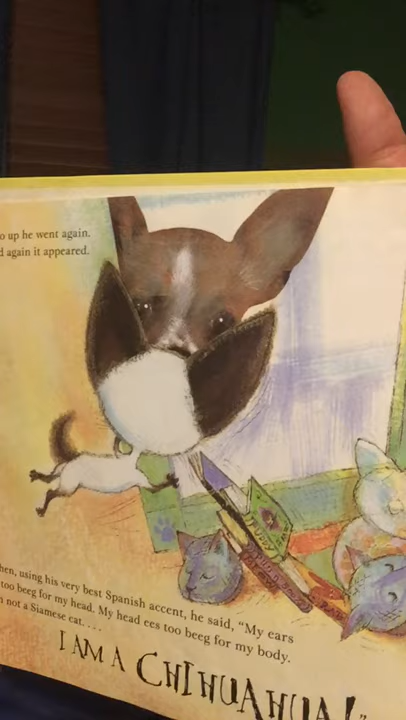 o up he went again.
d again it appeared.
hen, using his very best Spanish accent, he said, "My ears
too beeg for my head. My head ees too beeg for my body.
not a Siamese cat. . . .
I AM A CHIHUAHUA!"